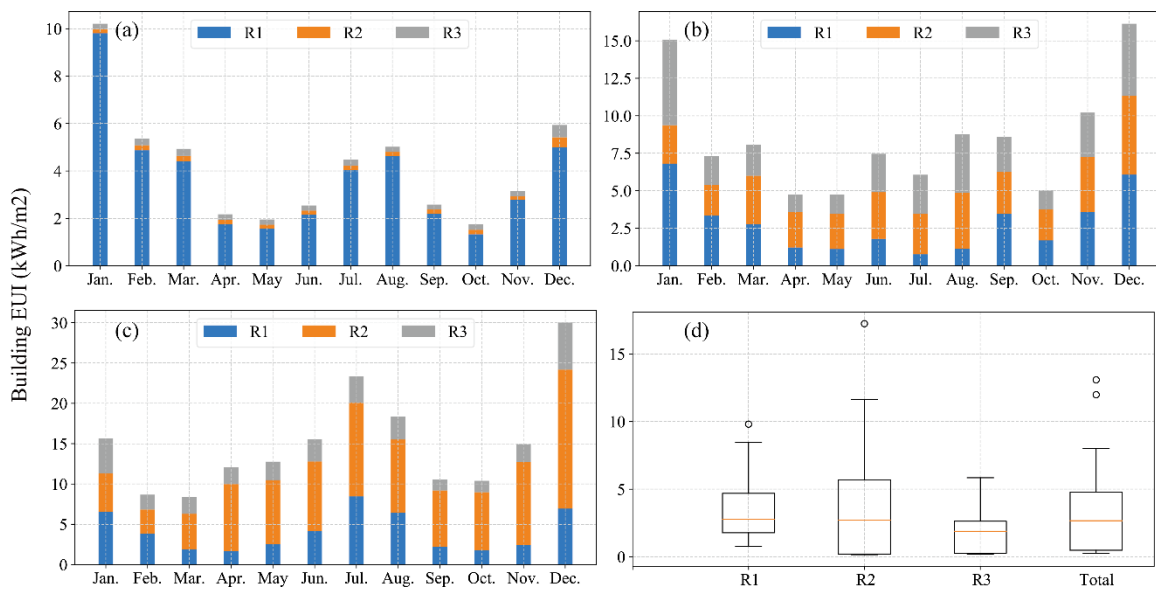 Building EUI (kWh/m2)
(a)
R1 R2 R3
10
8
6
4
2
0
Jan. Feb. Mar. Apr. May Jun. Jul. Aug. Sep. Oct. Nov. Dec.
(b)
R1 R2 R3
15.0
12.5
10.0
7.5
5.0
2.5
0.0
Jan. Feb. Mar. Apr. May Jun. Jul. Aug. Sep. Oct. Nov. Dec.
(c)
R1 R2 R3
30
25
20
15
10
5
0
Jan. Feb. Mar. Apr. May Jun. Jul. Aug. Sep. Oct. Nov. Dec.
(d)
15
10
5
0
R1 R2 R3 Total